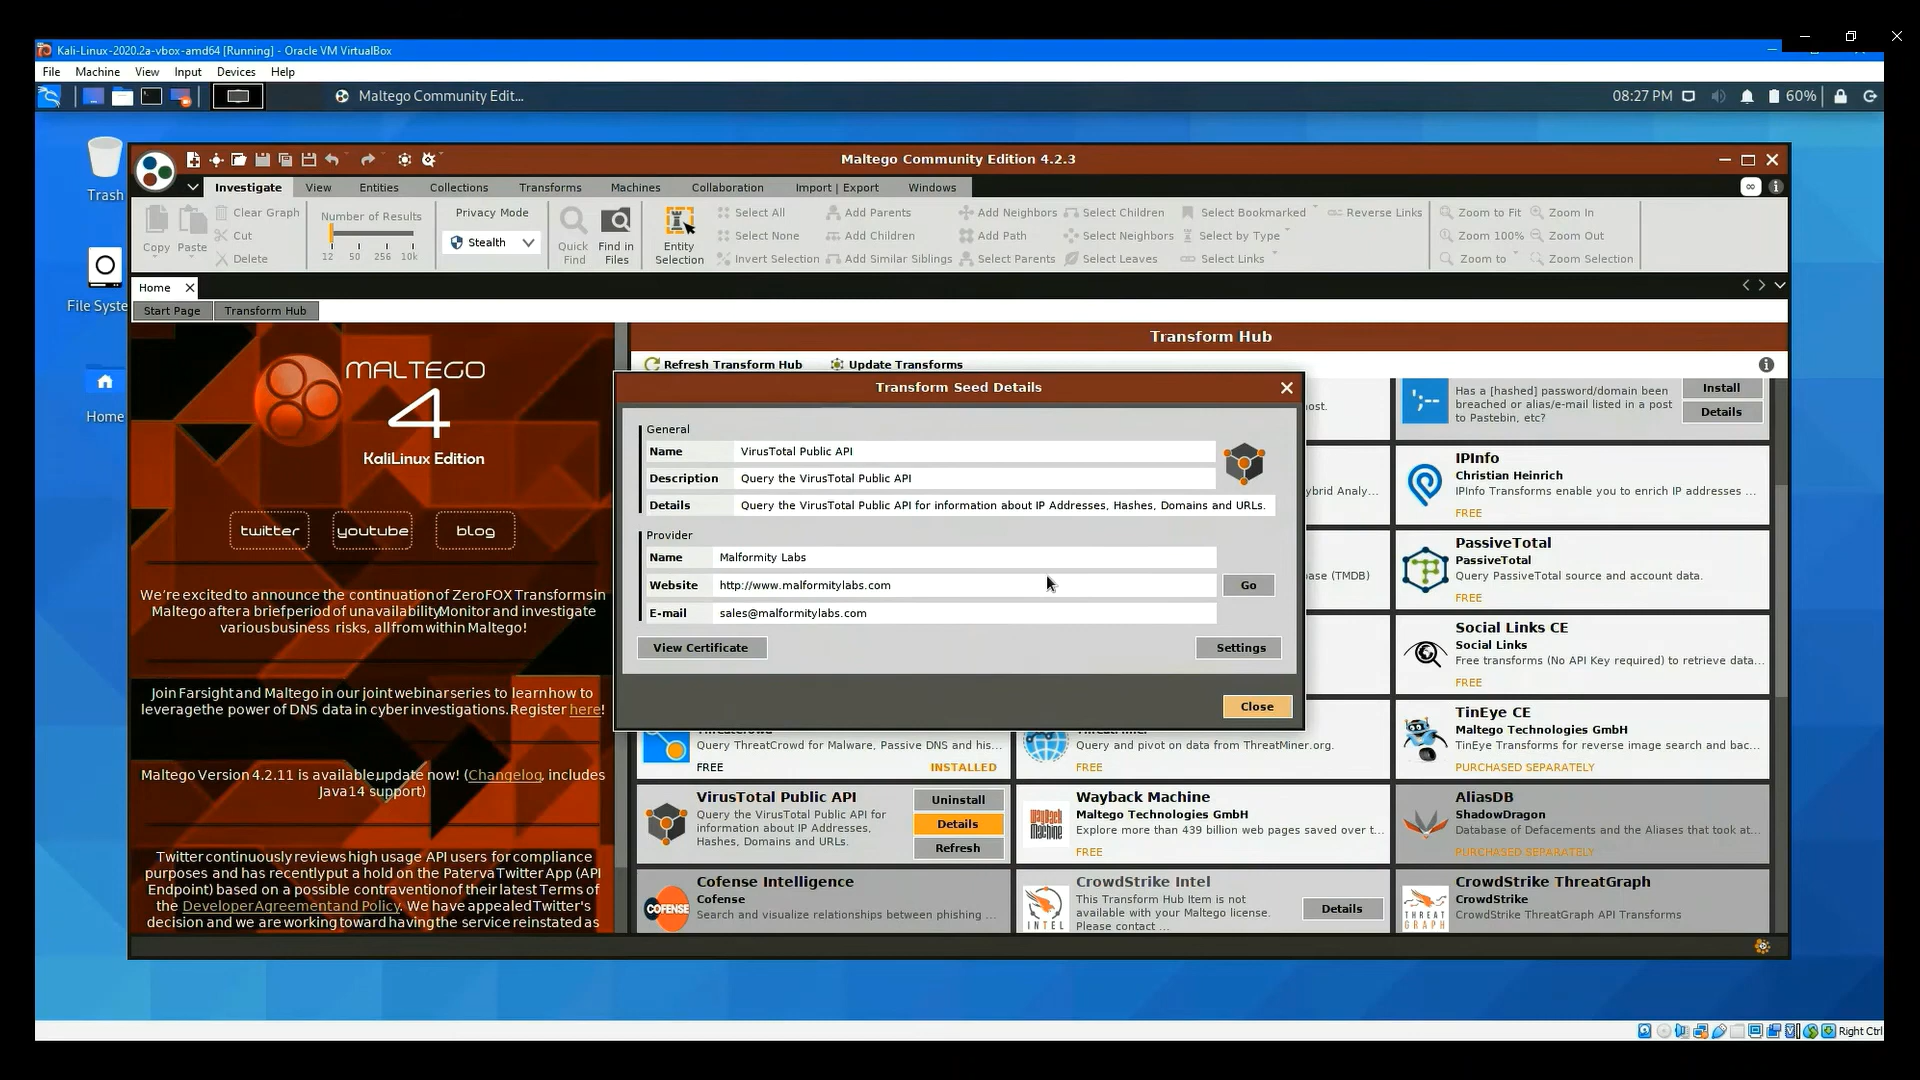 Kali-Linux-2020.2a-vbox-amd64 [Running] - Oracle VM VirtualBox
File Machine View Input Devices Help
Maltego Community Edit...
08:27 PM
60%
Trash
File Syste
Home
Maltego Community Edition 4.2.3
Investigate View Entities Collections Transforms Machines Collaboration Import | Export Windows
Copy
Paste
Clear Graph
Cut
Delete
Number of Results
12 50 256 10k
Privacy Mode
Stealth
Quick
Find
Find in
Files
Entity
Selection
Select All
Select None
Invert Selection
Add Parents
Add Children
Add Similar Siblings
Add Neighbors
Add Path
Select Parents
Select Children
Select Neighbors
Select Leaves
Select Bookmarked
Select by Type
Select Links
Reverse Links
Zoom to Fit
Zoom 100%
Zoom to
Zoom In
Zoom Out
Zoom Selection
Home
Start Page
Transform Hub
MALTEGO
4
KaliLinux Edition
twitter
youtube
blog
We're excited to announce the continuation of ZeroFOX Transforms in
Maltego after a brief period of unavailabilityMonitor and investigate
various business risks, all from within Maltego!
Join Farsight and Maltego in our joint webinar series to learn how to
leverage the power of DNS data in cyber investigations. Register here!
Maltego Version 4.2.11 is available, update now! (Changelog, includes
Java 14 support)
Twitter continuously reviews high usage API users for compliance
purposes and has recently put a hold on the Paterva Twitter App (API
Endpoint) based on a possible contravention of their latest Terms of
the Developer Agreement and Policy. We have appealed Twitter's
decision and we are working toward having the service reinstated as
Transform Hub
Refresh Transform Hub
Update Transforms
ost.
Has a [hashed] password/domain been
breached or alias/e-mail listed in a post
to Pastebin, etc?
Install
Details
Transform Seed Details
General
Name VirusTotal Public API
Description Query the VirusTotal Public API
Details Query the VirusTotal Public API for information about IP Addresses, Hashes, Domains and URLs.
Provider
Name Malformity Labs
Website http://www.malformitylabs.com
Go
E-mail sales@malformitylabs.com
View Certificate
Settings
Close
ybrid Analy...
ase (TMDB)
IPInfo
Christian Heinrich
IPInfo Transforms enable you to enrich IP addresses ...
FREE
PassiveTotal
PassiveTotal
Query PassiveTotal source and account data.
FREE
Social Links CE
Social Links
Free transforms (No API Key required) to retrieve data...
FREE
Query ThreatCrowd for Malware, Passive DNS and his...
FREE
INSTALLED
Query and pivot on data from ThreatMiner.org.
FREE
TinEye CE
Maltego Technologies GmbH
TinEye Transforms for reverse image search and bac...
PURCHASED SEPARATELY
VirusTotal Public API
Query the VirusTotal Public API for
information about IP Addresses,
Hashes, Domains and URLs.
Uninstall
Details
Refresh
WayBack
Machine
Wayback Machine
Maltego Technologies GmbH
Explore more than 439 billion web pages saved over t...
FREE
AliasDB
ShadowDragon
Database of Defacements and the Aliases that took at...
PURCHASED SEPARATELY
COFENSE
Cofense Intelligence
Cofense
Search and visualize relationships between phishing ...
INTEL
CrowdStrike Intel
This Transform Hub Item is not
available with your Maltego license.
Please contact ...
Details
THREAT
GRAPH
CrowdStrike ThreatGraph
CrowdStrike
CrowdStrike ThreatGraph API Transforms
Right Ctrl